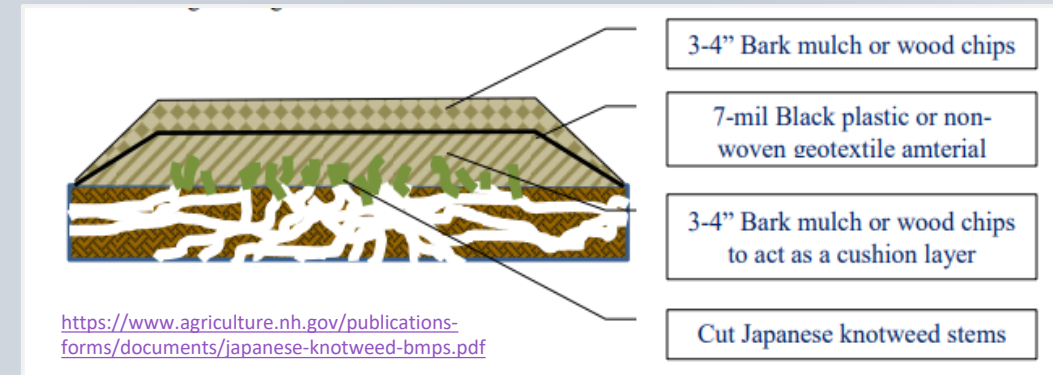 3-4” Bark mulch or wood chips
7-mil Black plastic or non-
woven geotextile amterial
3-4” Bark mulch or wood chips
to act as a cushion layer
Cut Japanese knotweed stems
https://www.agriculture.nh.gov/publications-
forms/documents/japanese-knotweed-bmps.pdf